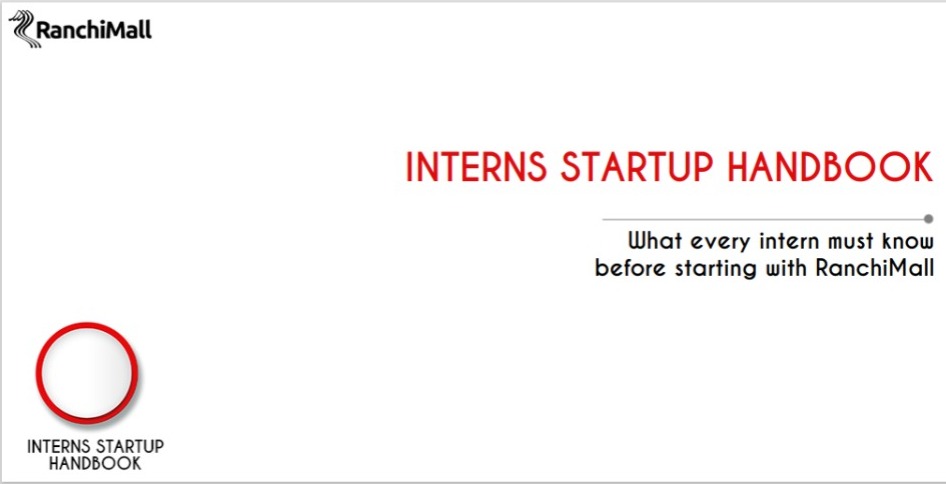 RanchiMall
INTERNS STARTUP HANDBOOK
What every intern must know
before starting with RanchiMall
INTERNS STARTUP
HANDBOOK